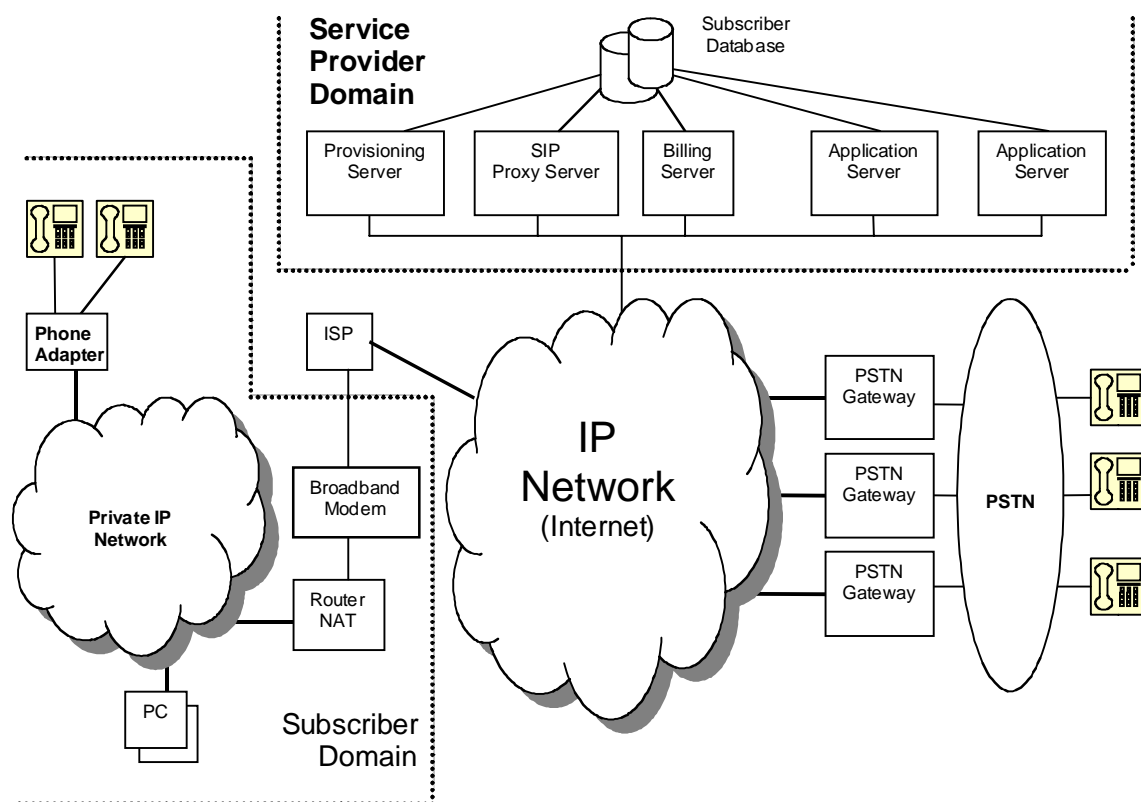 Service
Provider
Domain
Subscriber
Database
Provisioning
Server
SIP
Proxy Server
Billing
Server
Application
Server
Application
Server
Phone
Adapter
ISP
IP
Network
(Internet)
PSTN
Gateway
PSTN
Gateway
PSTN
Gateway
PSTN
Private IP
Network
Broadband
Modem
Router
NAT
PC
Subscriber
Domain